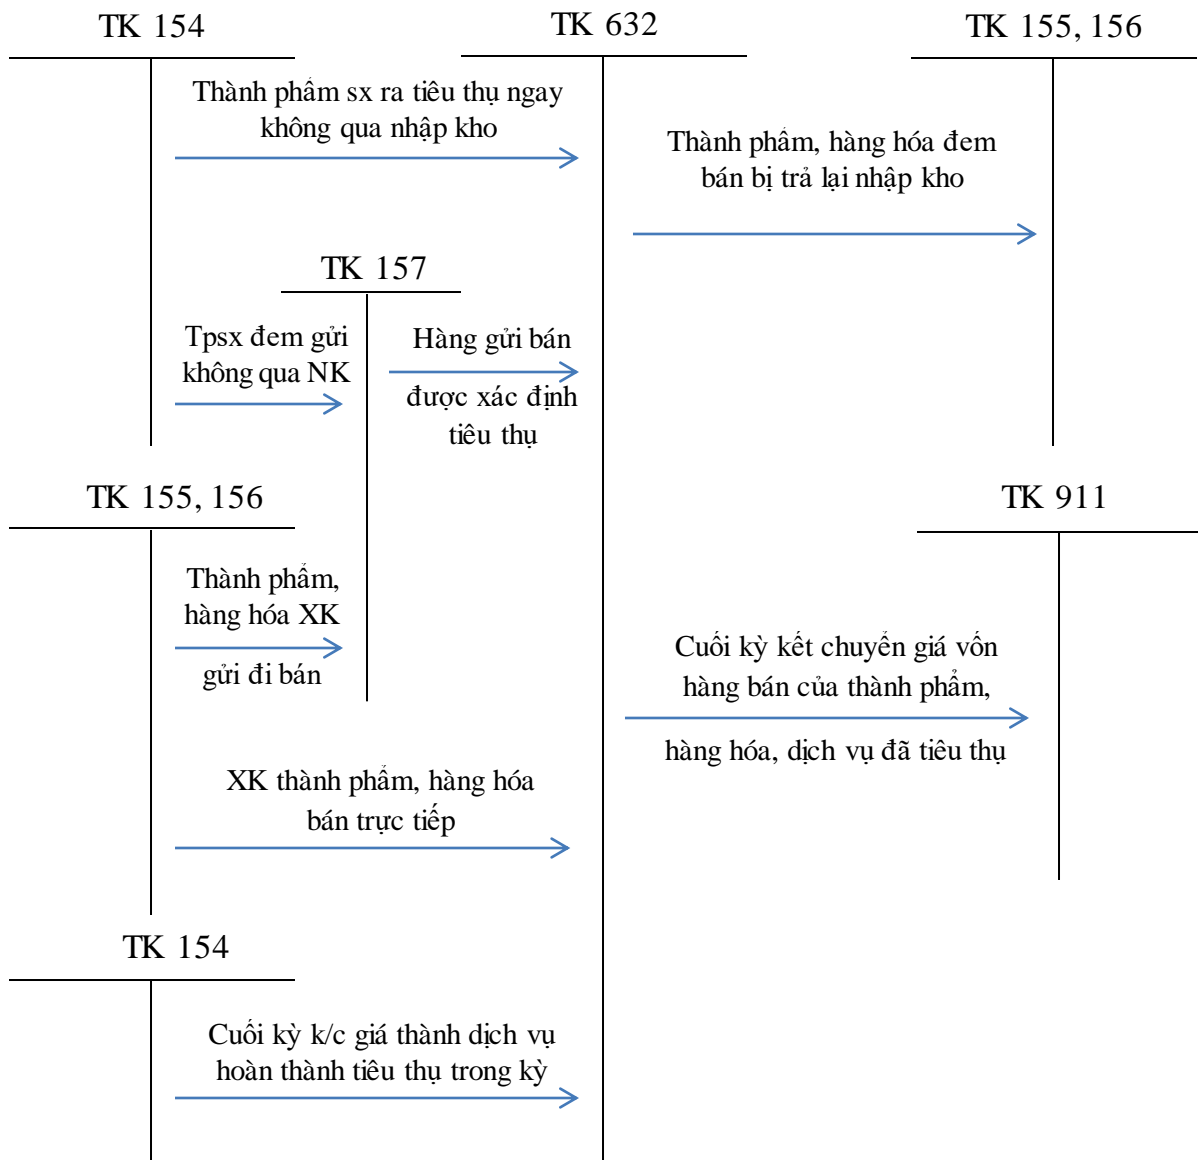 TK 154
TK 632
TK 155, 156
Thành phẩm sx ra tiêu thụ ngay
không qua nhập kho
Thành phẩm, hàng hóa đem
bán bị trả lại nhập kho
TK 157
Tpsx đem gửi
không qua NK
Hàng gửi bán
được xác định
tiêu thụ
TK 155, 156
TK 911
Thành phẩm,
hàng hóa XK
gửi đi bán
Cuối kỳ kết chuyển giá vốn
hàng bán của thành phẩm,
hàng hóa, dịch vụ đã tiêu thụ
XK thành phẩm, hàng hóa
bán trực tiếp
TK 154
Cuối kỳ k/c giá thành dịch vụ
hoàn thành tiêu thụ trong kỳ